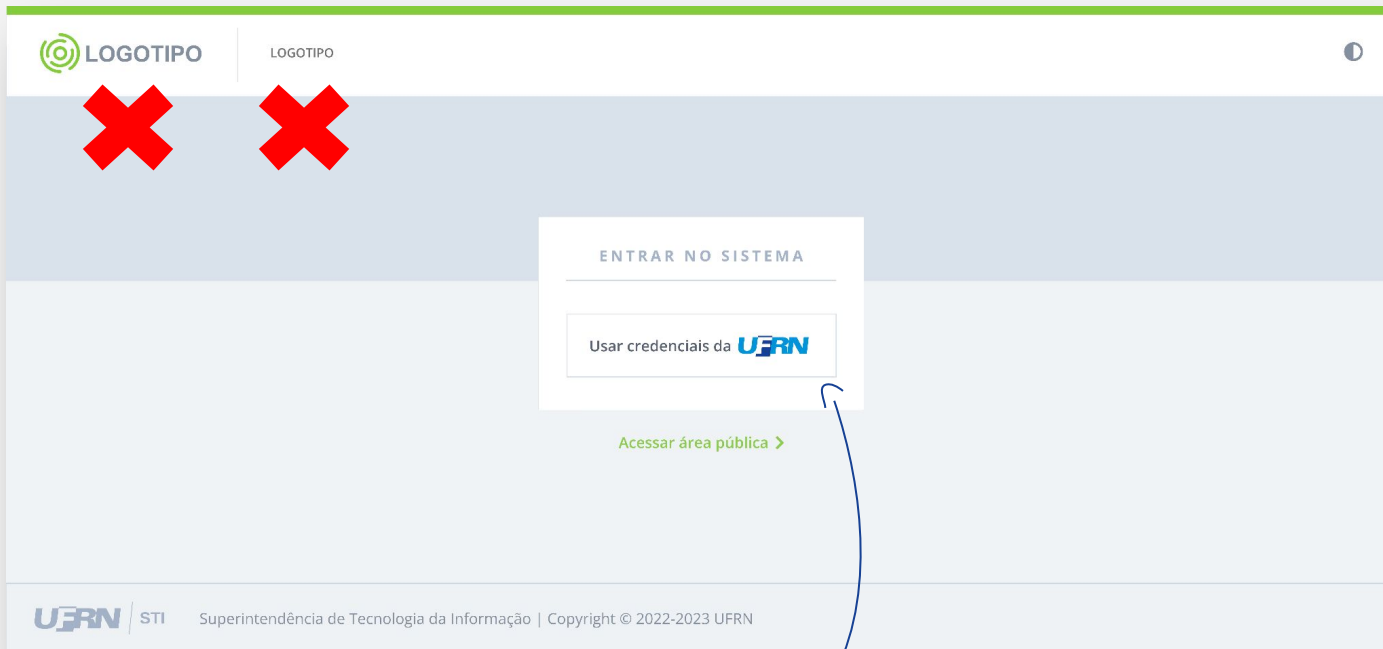 LOGOTIPO
LOGOTIPO
ENTRAR NO SISTEMA
Usar credenciais da UFRN
Acessar área pública
UFRN STI
Superintendência de Tecnologia da Informação | Copyright © 2022-2023 UFRN